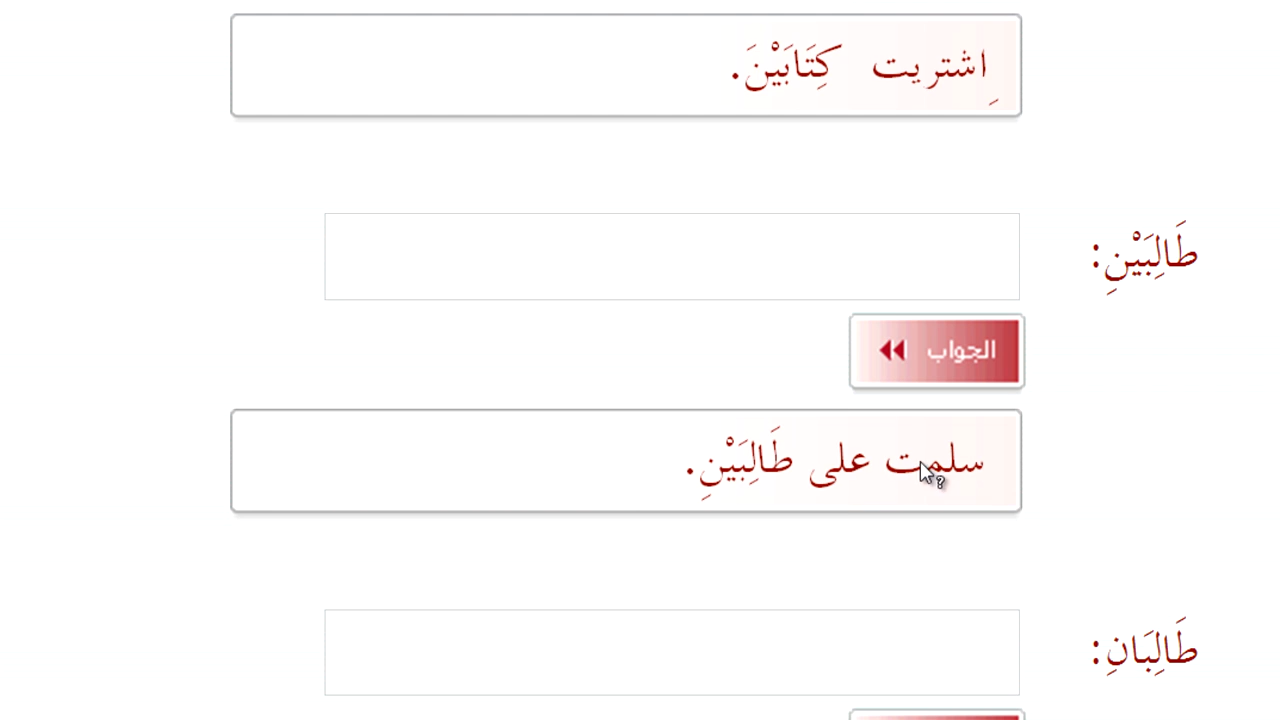 اِشتريت كِتَابَيْنَ.
طَالِبَيْنِ:
الجواب
سلمت على طَالِبَيْنِ.
طَالِبَانِ: